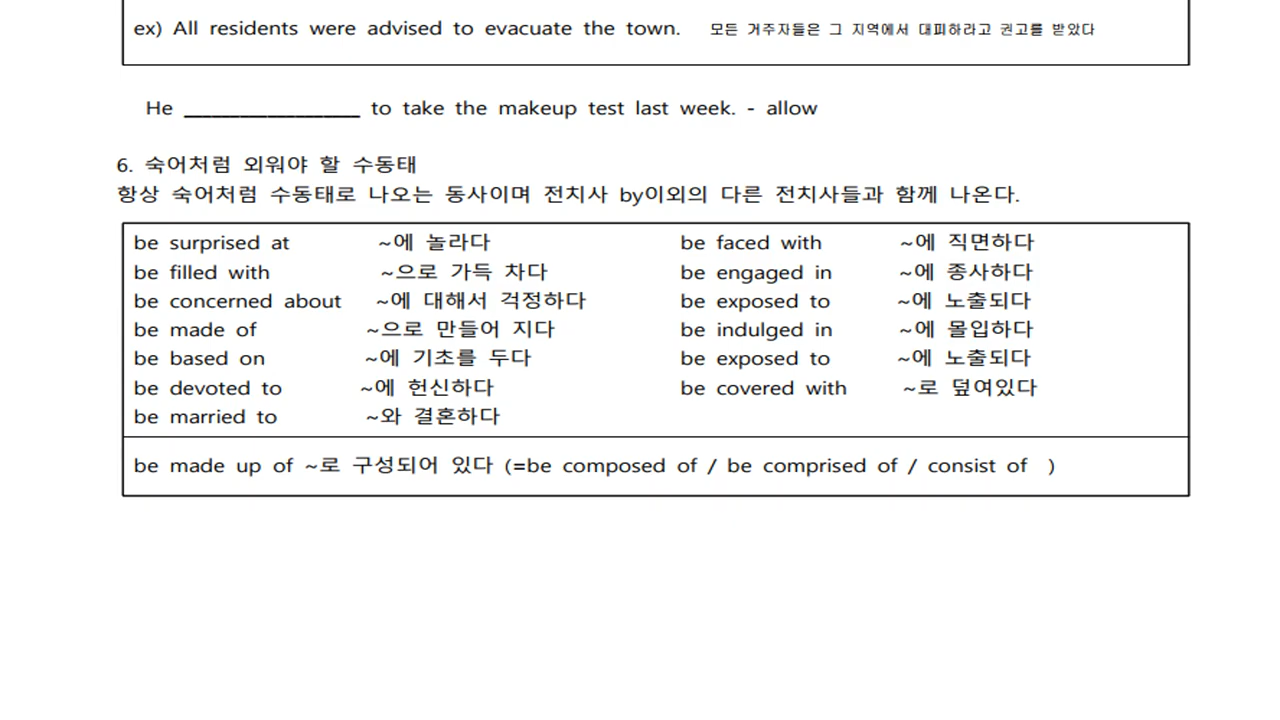 ex) All residents were advised to evacuate the town. 모든 거주자들은 그 지역에서 대피하라고 권고를 받았다
He ________________ to take the makeup test last week. - allow
6. 숙어처럼 외워야 할 수동태
항상 숙어처럼 수동태로 나오는 동사이며 전치사 by이외의 다른 전치사들과 함께 나온다.
be surprised at ~에 놀라다 be faced with ~에 직면하다
be filled with ~으로 가득 차다 be engaged in ~에 종사하다
be concerned about ~에 대해서 걱정하다 be exposed to ~에 노출되다
be made of ~으로 만들어 지다 be indulged in ~에 몰입하다
be based on ~에 기초를 두다 be exposed to ~에 노출되다
be devoted to ~에 헌신하다 be covered with ~로 덮여있다
be married to ~와 결혼하다
be made up of ~로 구성되어 있다 (=be composed of / be comprised of / consist of )